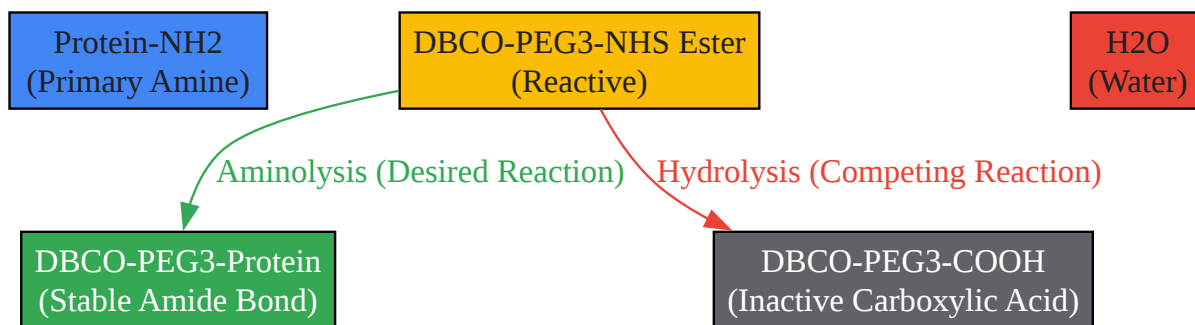 Protein-NH2
(Primary Amine)
DBCO-PEG3-NHS Ester
(Reactive)
H2O
(Water)
Aminolysis (Desired Reaction)
Hydrolysis (Competing Reaction)
DBCO-PEG3-Protein
(Stable Amide Bond)
DBCO-PEG3-COOH
(Inactive Carboxylic Acid)